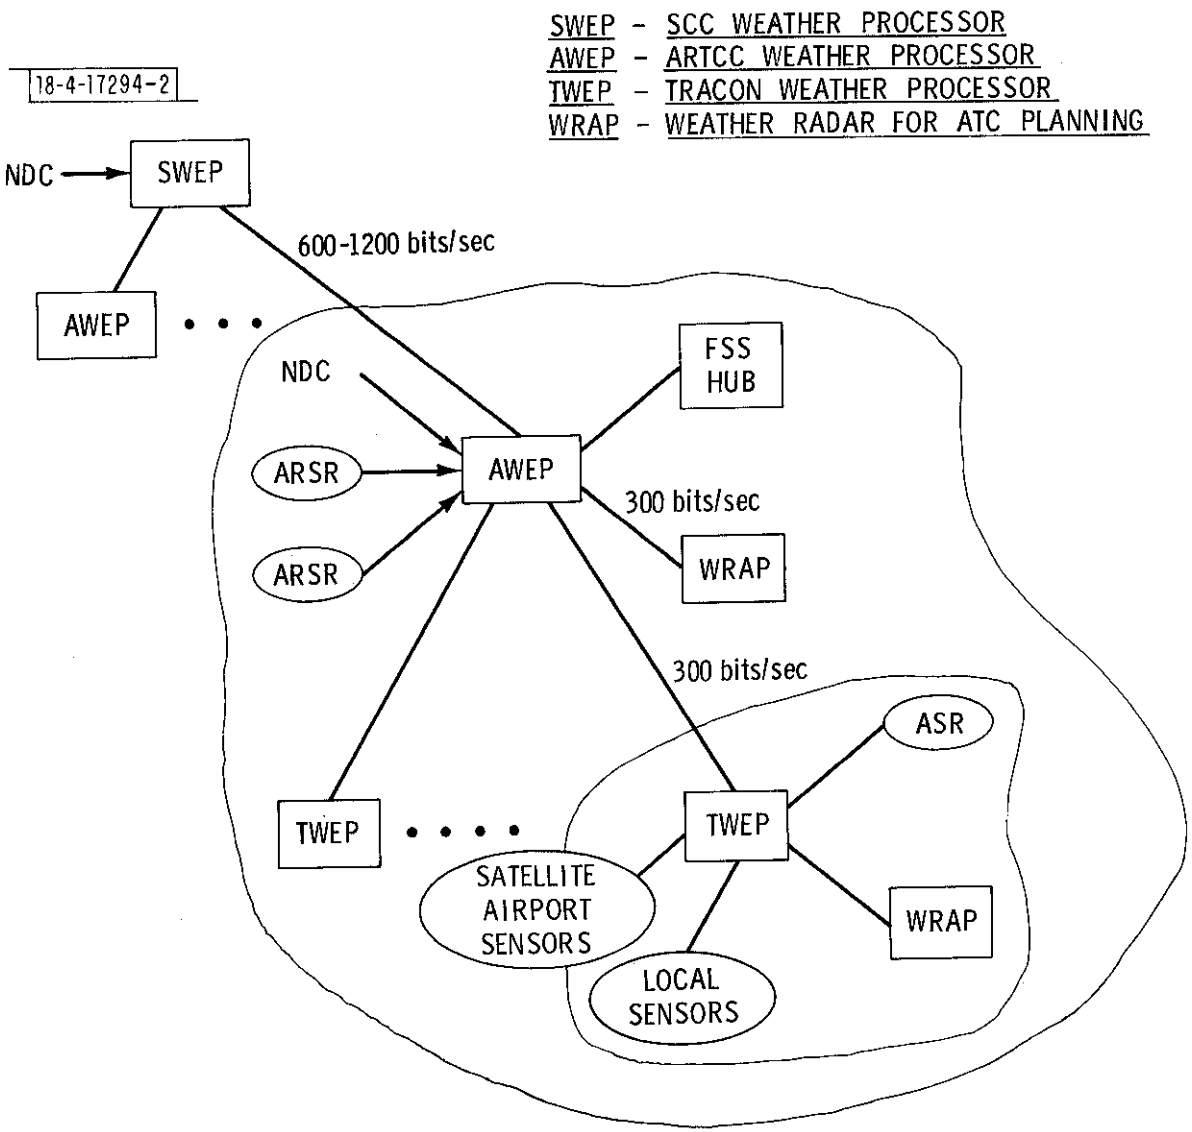 SWEP - SCC WEATHER PROCESSOR
AWEP - ARTCC WEATHER PROCESSOR
TWEP - TRACON WEATHER PROCESSOR
WRAP - WEATHER RADAR FOR ATC PLANNING
18-4-17294-2
NDC
SWEP
600-1200 bits/sec
AWEP
NDC
FSS
HUB
ARSR
AWEP
300 bits/sec
ARSR
WRAP
300 bits/sec
ASR
TWEP
TWEP
SATELLITE
AIRPORT
SENSORS
WRAP
LOCAL
SENSORS